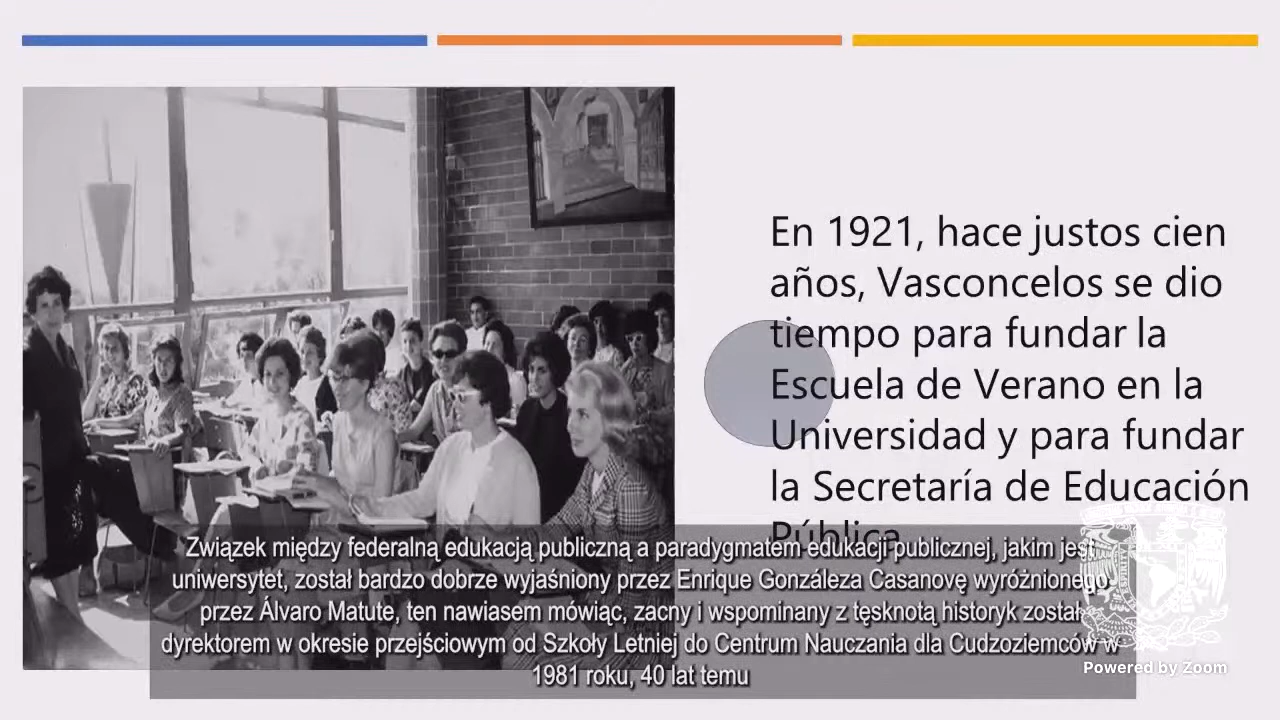 En 1921, hace justos cien
años, Vasconcelos se dio
tiempo para fundar la
Escuela de Verano en la
Universidad y para fundar
la Secretaría de Educación
Pública
Związek między federalną edukacją publiczną a paradygmatem edukacji publicznej, jakim jest
uniwersytet, został bardzo dobrze wyjaśniony przez Enrique Gonzáleza Casanovę wyróżnionego
przez Álvaro Matute, ten nawiasem mówiąc, zacny i wspominany z tęsknotą historyk został
dyrektorem w okresie przejściowym od Szkoły Letniej do Centrum Nauczania dla Cudzoziemców w
1981 roku, 40 lat temu
Powered by Zoom